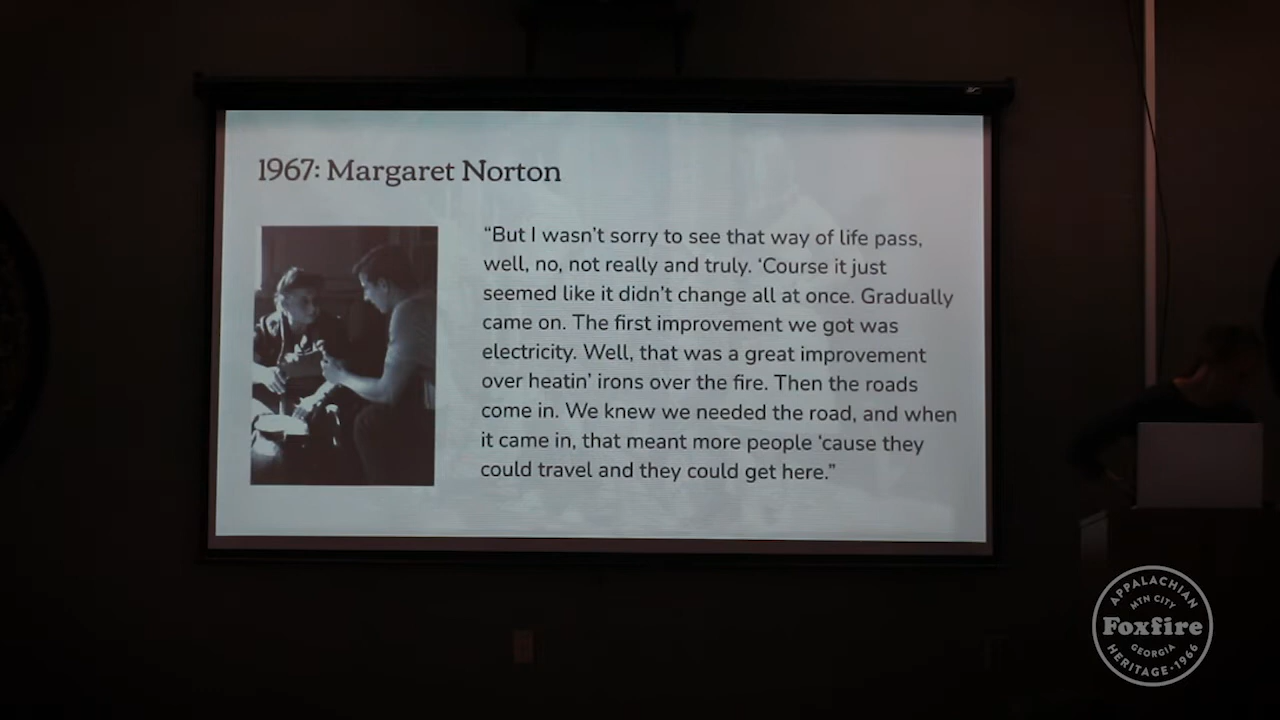 1967: Margaret Norton
“But I wasn’t sorry to see that way of life pass,
well, no, not really and truly. ‘Course it just
seemed like it didn’t change all at once. Gradually
came on. The first improvement we got was
electricity. Well, that was a great improvement
over heatin’ irons over the fire. Then the roads
come in. We knew we needed the road, and when
it came in, that meant more people ‘cause they
could travel and they could get here.”
APPALACHIAN
MTN CITY
Foxfire
GEORGIA
HERITAGE·1966